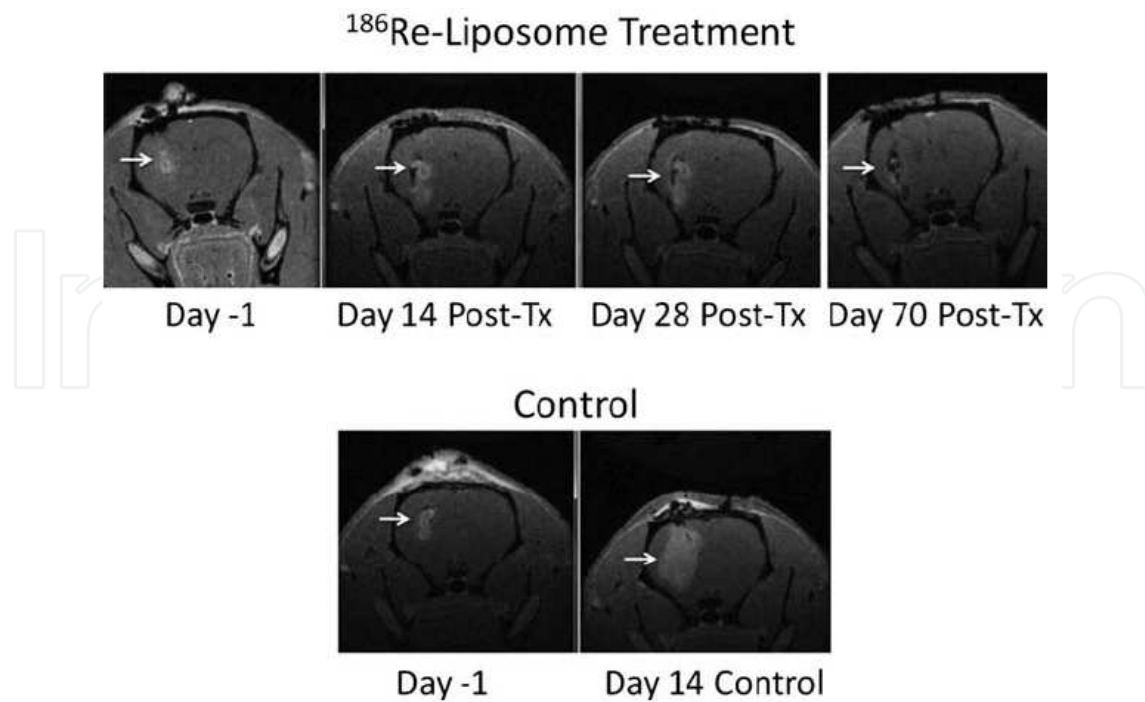 ¹⁸⁶Re-Liposome Treatment
Day -1 Day 14 Post-Tx Day 28 Post-Tx Day 70 Post-Tx
Control
Day -1 Day 14 Control